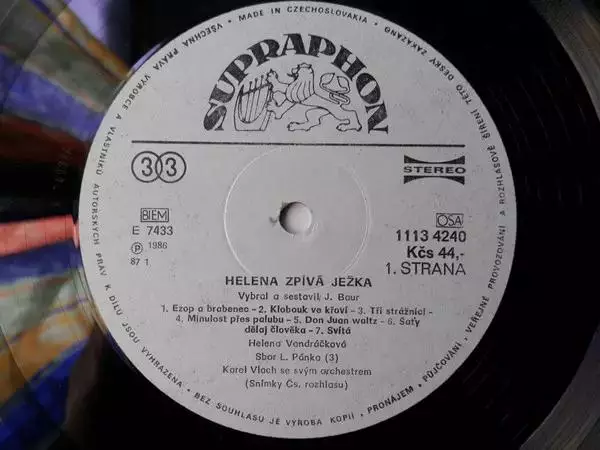 VŠECHNA PRÁVA VÝROBCE A VLASTNÍKŮ AUTORSKÝCH PRÁV K DÍLU JSOU VYHRAZENA • BEZ SOUHLASU JE VÝROBA KOPIÍ • PRONÁJEM • PŮJČOVÁNÍ • VEŘEJNÉ PROVOZOVÁNÍ A ROZHLASOVÉ ŠÍŘENÍ TÉTO DESKY ZAKÁZÁNO
• MADE IN CZECHOSLOVAKIA •
SUPRAPHON
33
STEREO
BIEM
E 7433
℗ 1986
87 1
OSA
1113 4240
Kčs 44,-
1. STRANA
HELENA ZPÍVÁ JEŽKA
Vybral a sestavil J. Baur
1. Ezop a brabenec – 2. Klobouk ve křoví – 3. Tři strážníci –
4. Minulost přes palubu – 5. Don Juan waltz – 6. Šaty
dělaj člověka – 7. Svítá
Helena Vondráčková
Sbor L. Pánka (3)
Karel Vlach se svým orchestrem
(Snímky Čs. rozhlasu)